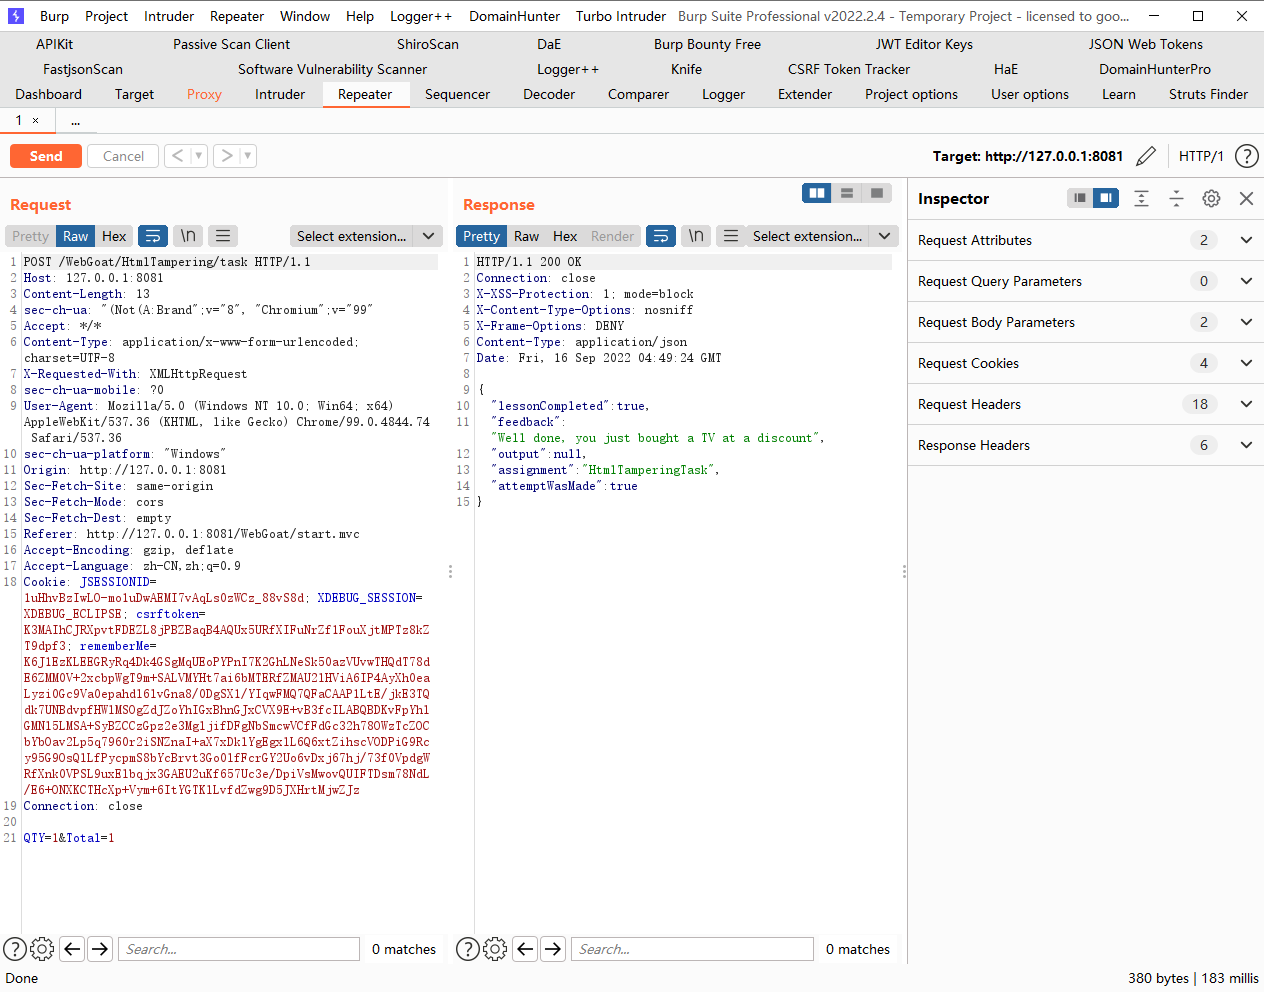 Burp Project Intruder Repeater Window Help Logger++ DomainHunter Turbo Intruder Burp Suite Professional v2022.2.4 - Temporary Project - licensed to goo...
APIKit Passive Scan Client ShiroScan DaE Burp Bounty Free JWT Editor Keys JSON Web Tokens
FastjsonScan Software Vulnerability Scanner Logger++ Knife CSRF Token Tracker HaE DomainHunterPro
Dashboard Target Proxy Intruder Repeater Sequencer Decoder Comparer Logger Extender Project options User options Learn Struts Finder
1 × ...
Send Cancel < > Target: http://127.0.0.1:8081 HTTP/1 ?
Request
Pretty Raw Hex \n Select extension...
1 POST /WebGoat/HtmlTampering/task HTTP/1.1
2 Host: 127.0.0.1:8081
3 Content-Length: 13
4 sec-ch-ua: "(Not(A:Brand";v="8", "Chromium";v="99"
5 Accept: */*
6 Content-Type: application/x-www-form-urlencoded;
charset=UTF-8
7 X-Requested-With: XMLHttpRequest
8 sec-ch-ua-mobile: ?0
9 User-Agent: Mozilla/5.0 (Windows NT 10.0; Win64; x64)
AppleWebKit/537.36 (KHTML, like Gecko) Chrome/99.0.4844.74
Safari/537.36
10 sec-ch-ua-platform: "Windows"
11 Origin: http://127.0.0.1:8081
12 Sec-Fetch-Site: same-origin
13 Sec-Fetch-Mode: cors
14 Sec-Fetch-Dest: empty
15 Referer: http://127.0.0.1:8081/WebGoat/start.mvc
16 Accept-Encoding: gzip, deflate
17 Accept-Language: zh-CN,zh;q=0.9
18 Cookie: JSESSIONID=
1uHhvBzIwLO-mo1uDwAEMI7vAqLs0zWCz_88vS8d; XDEBUG_SESSION=
XDEBUG_ECLIPSE; csrftoken=
K3MAIhCJRXpvtFDEZL8jPBZBaqB4AQUx5URfXIFuNrZf1FouXjtMPTz8kZ
T9dpf3; rememberMe=
K6J1EzKLEEGRyRq4Dk4GSgMqUEoPYPnI7K2GhLNeSk50azVUvwTHQdT78d
E6ZMM0V+2xcbpWgT9m+SALVMYHt7ai6bMTERfZMAU21HViA6IP4AyXh0ea
Lyzi0Gc9Va0epahd161vGna8/0DgSX1/YIqwFMQ7QFaCAAP1LtE/jkE3TQ
dk7UNBdvpfHW1MSOgZdJZoYhIGxBhnGJxCVX9E+vB3fcILABQBDKvFpYh1
GMN15LMSA+SyBZCCzGpz2e3Mg1jifDFgNbSmcwVCfFdGc32h78OWzTcZOC
bYbOav2Lp5q7960r2iSNZnaI+aX7xDk1YgEgx1L6Q6xtZihscVODPiG9Rc
y95G9OsQ1LfPycpmS8bYcBrvt3Go01fFcrGY2Uo6vDxj67hj/73f0VpdgW
RfXnk0VPSL9uxE1bqjx3GAEU2uKf657Uc3e/DpiVsMwovQUIFTDsm78NdL
/E6+ONXKCTHcXp+Vym+6ItYGTK1LvfdZwg9D5JXHrtMjwZJz
19 Connection: close
20
21 QTY=1&Total=1
? Search... 0 matches
Response
Pretty Raw Hex Render \n Select extension...
1 HTTP/1.1 200 OK
2 Connection: close
3 X-XSS-Protection: 1; mode=block
4 X-Content-Type-Options: nosniff
5 X-Frame-Options: DENY
6 Content-Type: application/json
7 Date: Fri, 16 Sep 2022 04:49:24 GMT
8
9 {
10 "lessonCompleted":true,
11 "feedback":
"Well done, you just bought a TV at a discount",
12 "output":null,
13 "assignment":"HtmlTamperingTask",
14 "attemptWasMade":true
15 }
? Search... 0 matches
Inspector
Request Attributes 2
Request Query Parameters 0
Request Body Parameters 2
Request Cookies 4
Request Headers 18
Response Headers 6
Done 380 bytes | 183 millis